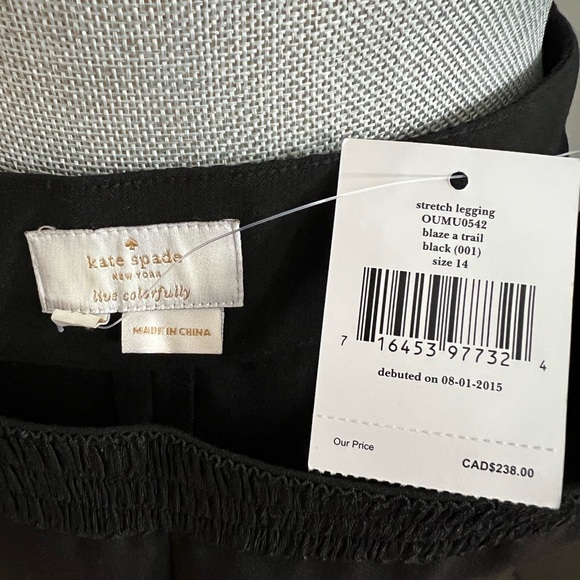 kate spade
NEW YORK
live colorfully
MADE IN CHINA
stretch legging
OUMU0542
blaze a trail
black (001)
size 14
7 16453 97732 4
debuted on 08-01-2015
Our Price
CAD$238.00